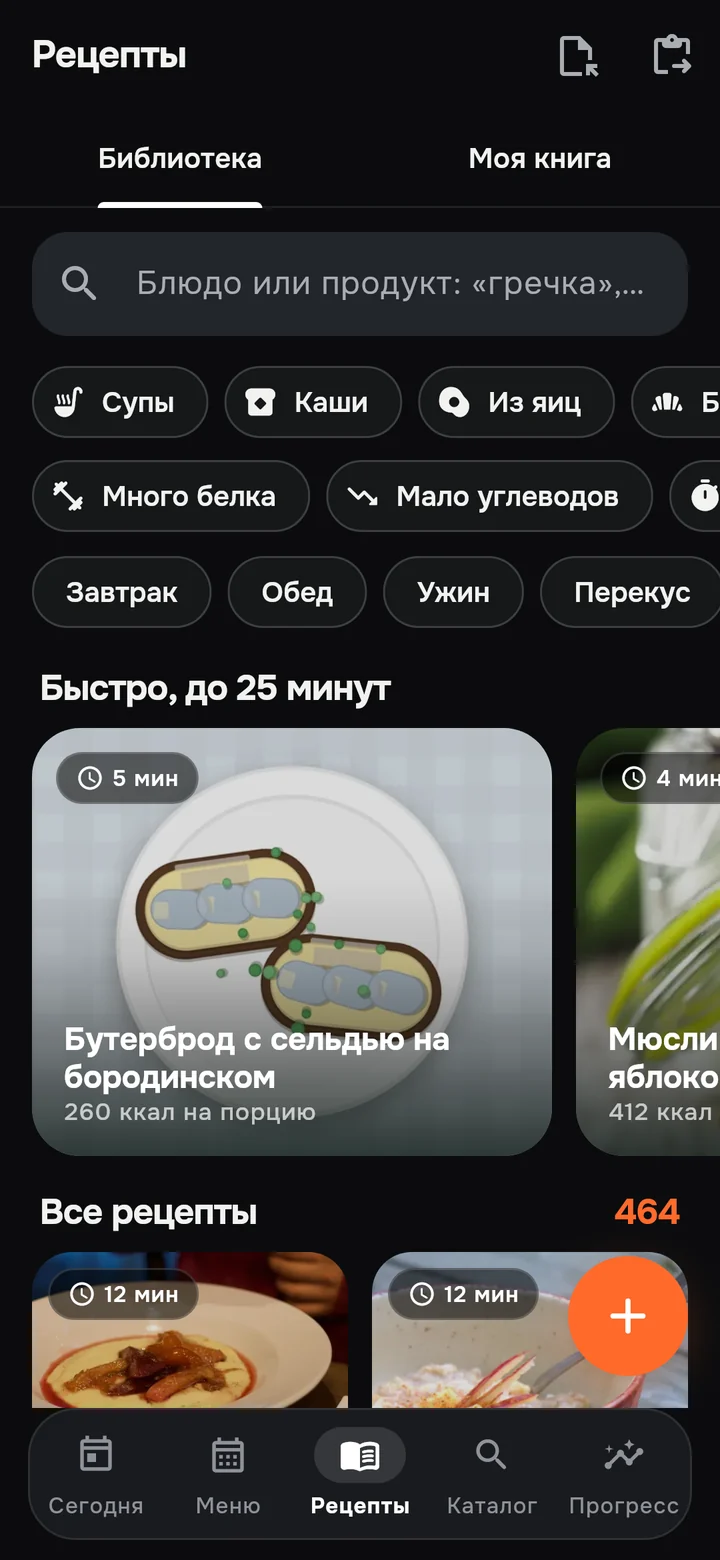 Рецепты
Библиотека
Моя книга
Блюдо или продукт: «гречка»,...
Супы
Каши
Из яиц
Б
Много белка
Мало углеводов
Завтрак
Обед
Ужин
Перекус
Быстро, до 25 минут
5 мин
4 мин
Бутерброд с сельдью на
бородинском
260 ккал на порцию
Мюсли
яблоко
412 ккал
Все рецепты
464
12 мин
12 мин
Сегодня
Меню
Рецепты
Каталог
Прогресс